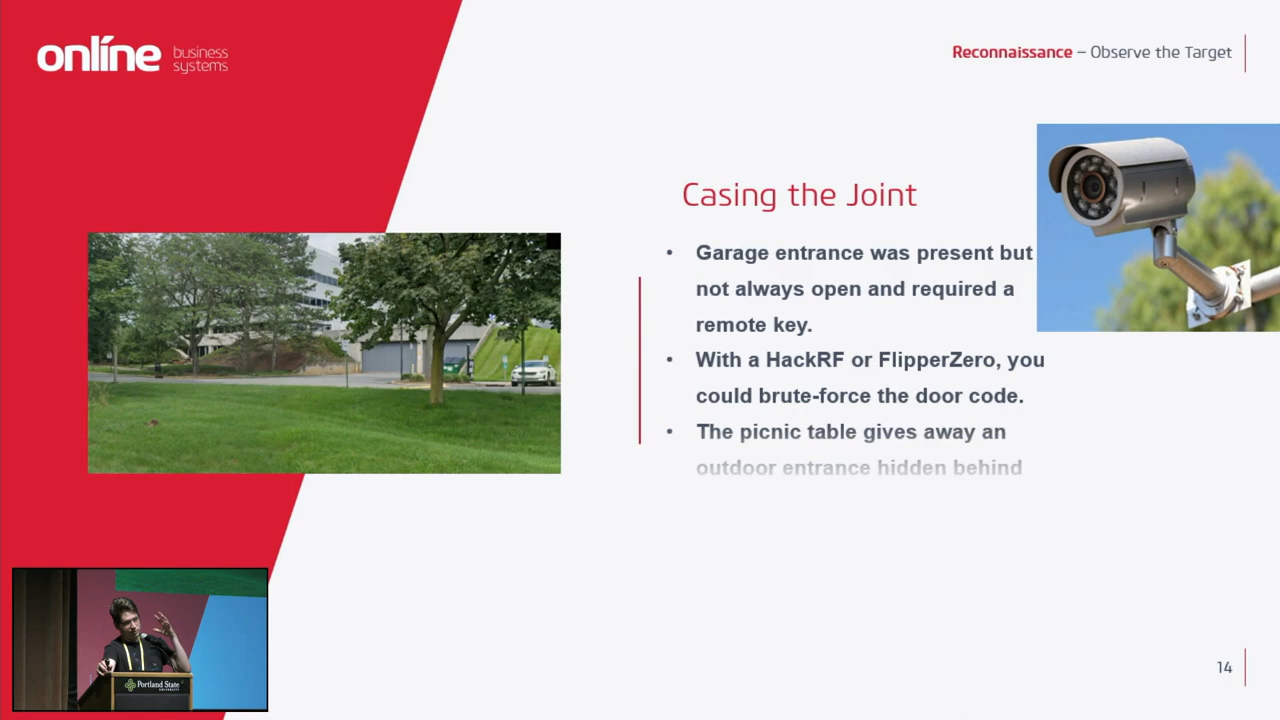 online business systems
Reconnaissance – Observe the Target
Casing the Joint
• Garage entrance was present but
not always open and required a
remote key.
• With a HackRF or FlipperZero, you
could brute-force the door code.
• The picnic table gives away an
outdoor entrance hidden behind
Portland State
UNIVERSITY
14